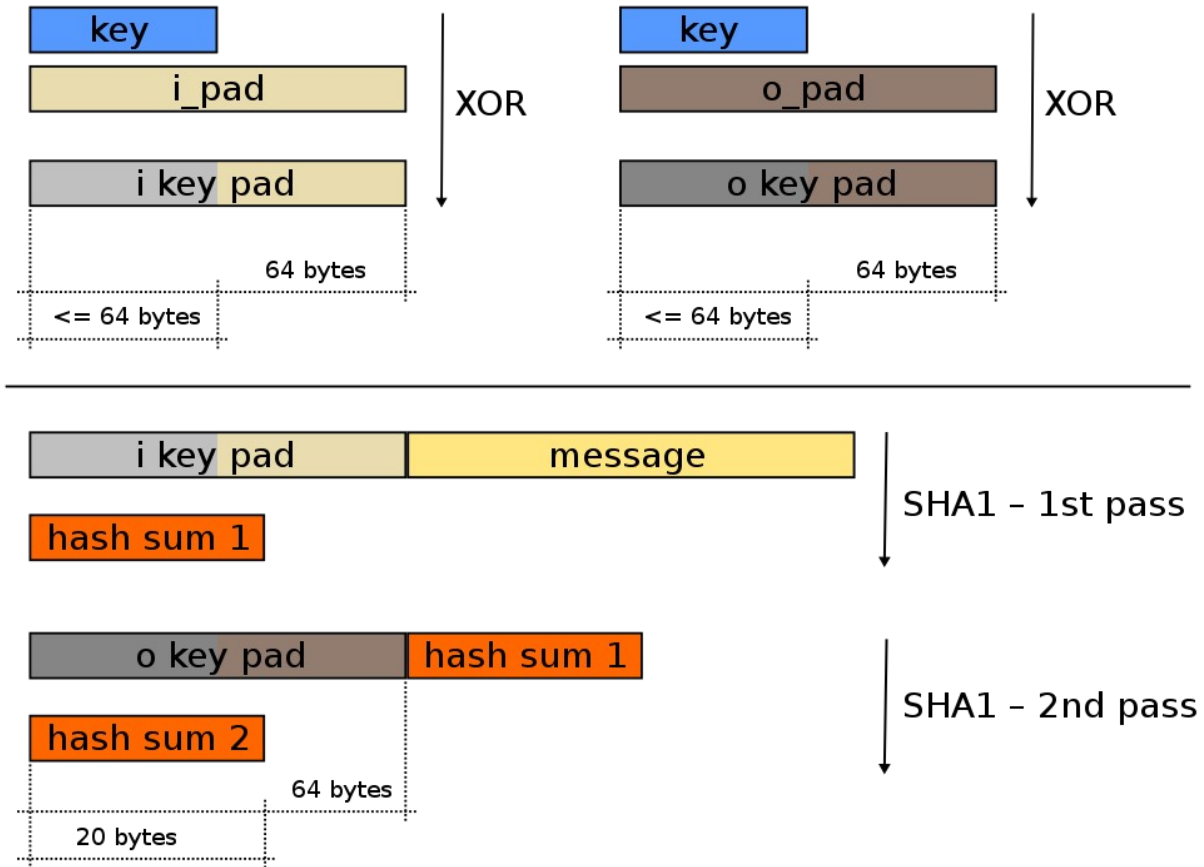 key
key
i_pad
o_pad
XOR
XOR
i key pad
o key pad
64 bytes
64 bytes
<= 64 bytes
<= 64 bytes
i key pad
message
SHA1 – 1st pass
hash sum 1
o key pad
hash sum 1
SHA1 – 2nd pass
hash sum 2
64 bytes
20 bytes